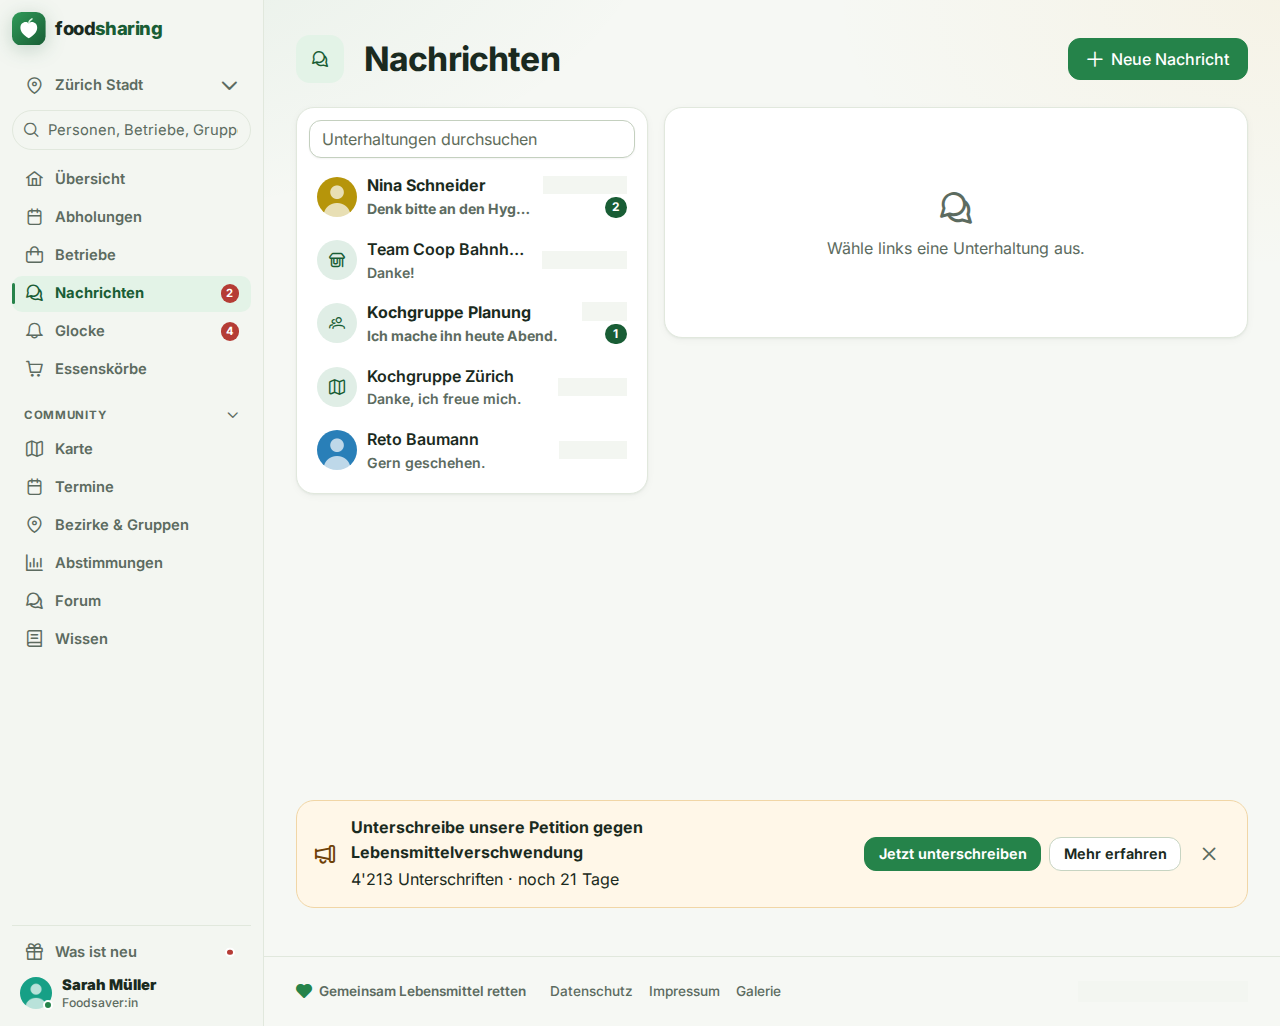 foodsharing
Zürich Stadt
Personen, Betriebe, Grupp
Übersicht
Abholungen
Betriebe
Nachrichten 2
Glocke 4
Essenskörbe
COMMUNITY
Karte
Termine
Bezirke & Gruppen
Abstimmungen
Forum
Wissen
Was ist neu
Sarah Müller
Foodsaver:in
Nachrichten
Neue Nachricht
Unterhaltungen durchsuchen
Nina Schneider
Denk bitte an den Hyg... 2
Team Coop Bahnh...
Danke!
Kochgruppe Planung
Ich mache ihn heute Abend. 1
Kochgruppe Zürich
Danke, ich freue mich.
Reto Baumann
Gern geschehen.
Wähle links eine Unterhaltung aus.
Unterschreibe unsere Petition gegen
Lebensmittelverschwendung
4'213 Unterschriften · noch 21 Tage
Jetzt unterschreiben
Mehr erfahren
Gemeinsam Lebensmittel retten
Datenschutz
Impressum
Galerie